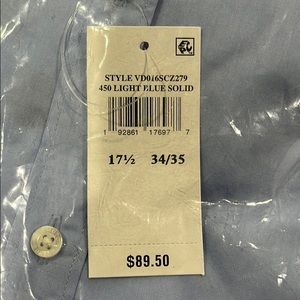 STYLE VD016SCZ279
450 LIGHT BLUE SOLID
1 92861 17697 7
17½ 34/35
$89.50